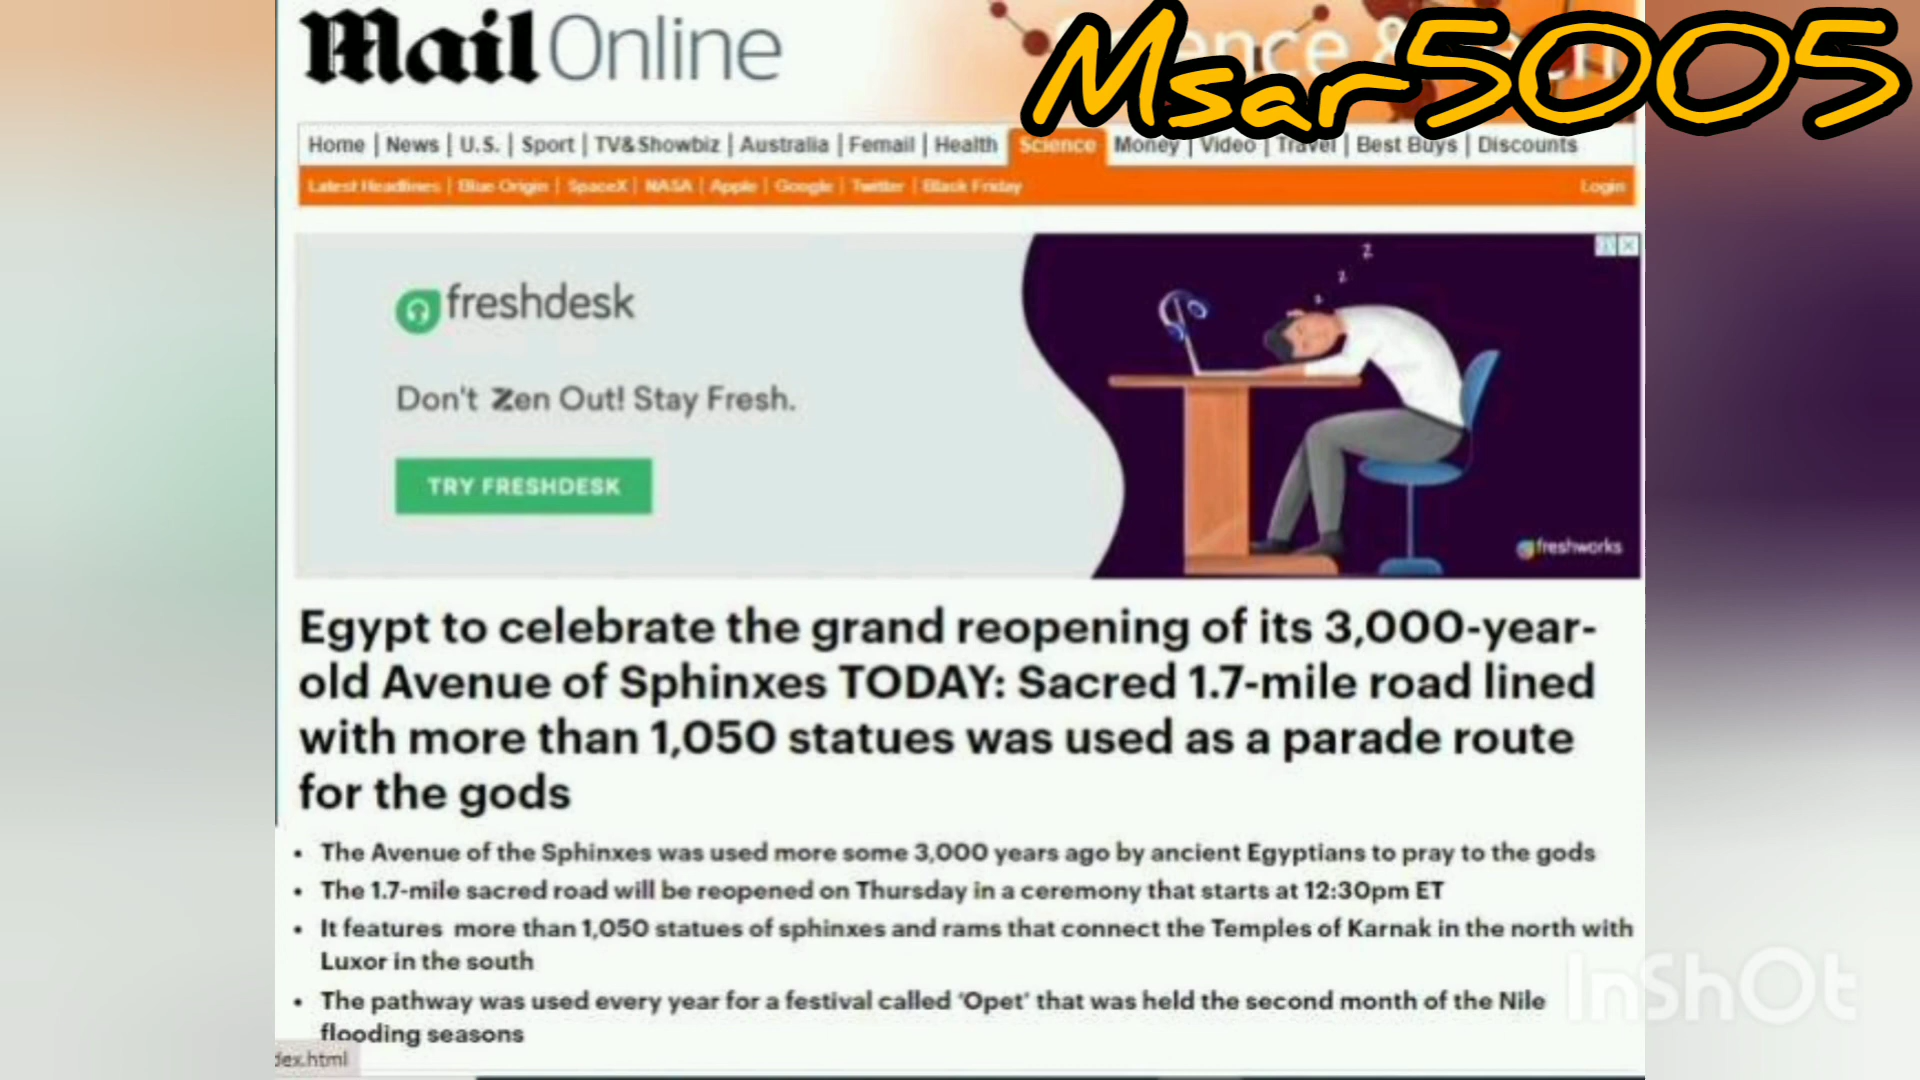 Mail Online
Msar5005
Home | News | U.S. | Sport | TV&Showbiz | Australia | Femail | Health | Science | Money | Video | Travel | Best Buys | Discounts
Latest Headlines | Blue Origin | SpaceX | NASA | Apple | Google | Twitter | Black Friday
Login
freshdesk
Don't Zen Out! Stay Fresh.
TRY FRESHDESK
z
z
z
freshworks
Egypt to celebrate the grand reopening of its 3,000-year-
old Avenue of Sphinxes TODAY: Sacred 1.7-mile road lined
with more than 1,050 statues was used as a parade route
for the gods
• The Avenue of the Sphinxes was used more some 3,000 years ago by ancient Egyptians to pray to the gods
• The 1.7-mile sacred road will be reopened on Thursday in a ceremony that starts at 12:30pm ET
• It features more than 1,050 statues of sphinxes and rams that connect the Temples of Karnak in the north with
Luxor in the south
• The pathway was used every year for a festival called 'Opet' that was held the second month of the Nile
flooding seasons
dex.html
InShOt